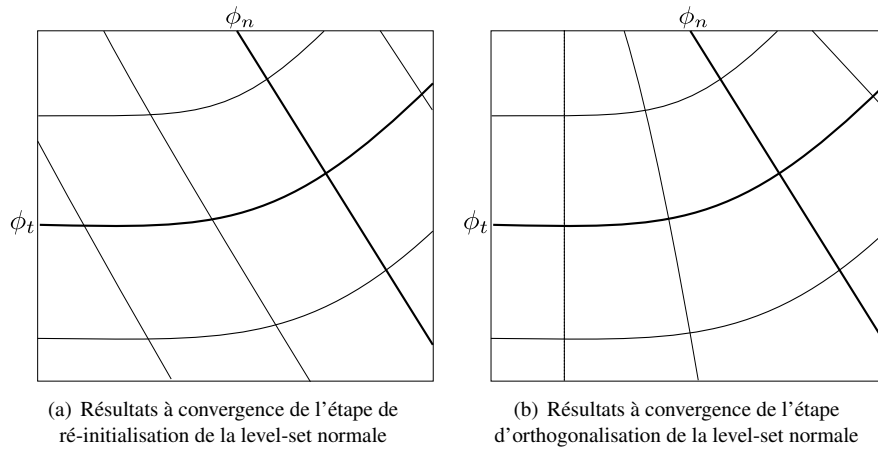 ϕn
ϕn
ϕt
ϕt
(a) Résultats à convergence de l'étape de
ré-initialisation de la level-set normale
(b) Résultats à convergence de l'étape
d'orthogonalisation de la level-set normale